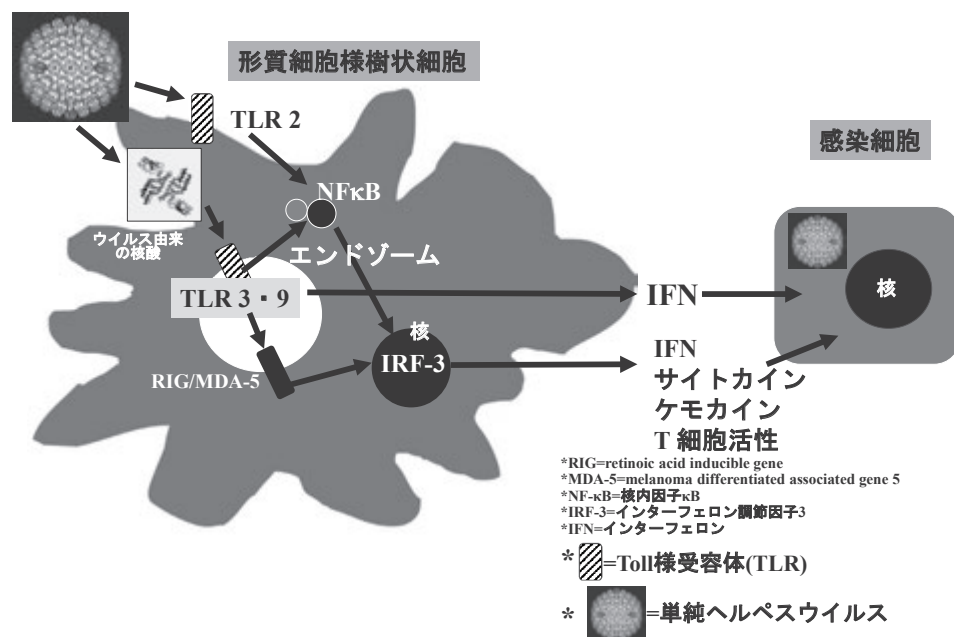 形質細胞様樹状細胞
TLR 2
感染細胞
NFκB
ウイルス由来
の核酸
エンドゾーム
TLR 3・9
IFN
核
核
IRF-3
RIG/MDA-5
IFN
サイトカイン
ケモカイン
T 細胞活性
*RIG=retinoic acid inducible gene
*MDA-5=melanoma differentiated associated gene 5
*NF-κB=核内因子κB
*IRF-3=インターフェロン調節因子3
*IFN=インターフェロン
* =Toll様受容体(TLR)
* =単純ヘルペスウイルス